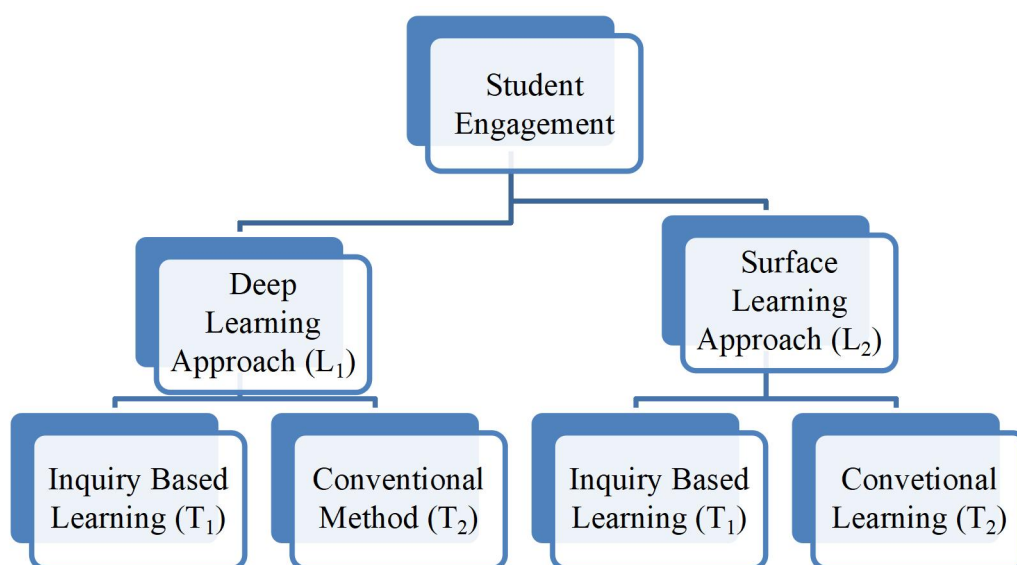 Student
Engagement
Deep
Learning
Approach (L₁)
Surface
Learning
Approach (L₂)
Inquiry Based
Learning (T₁)
Conventional
Method (T₂)
Inquiry Based
Learning (T₁)
Convetional
Learning (T₂)